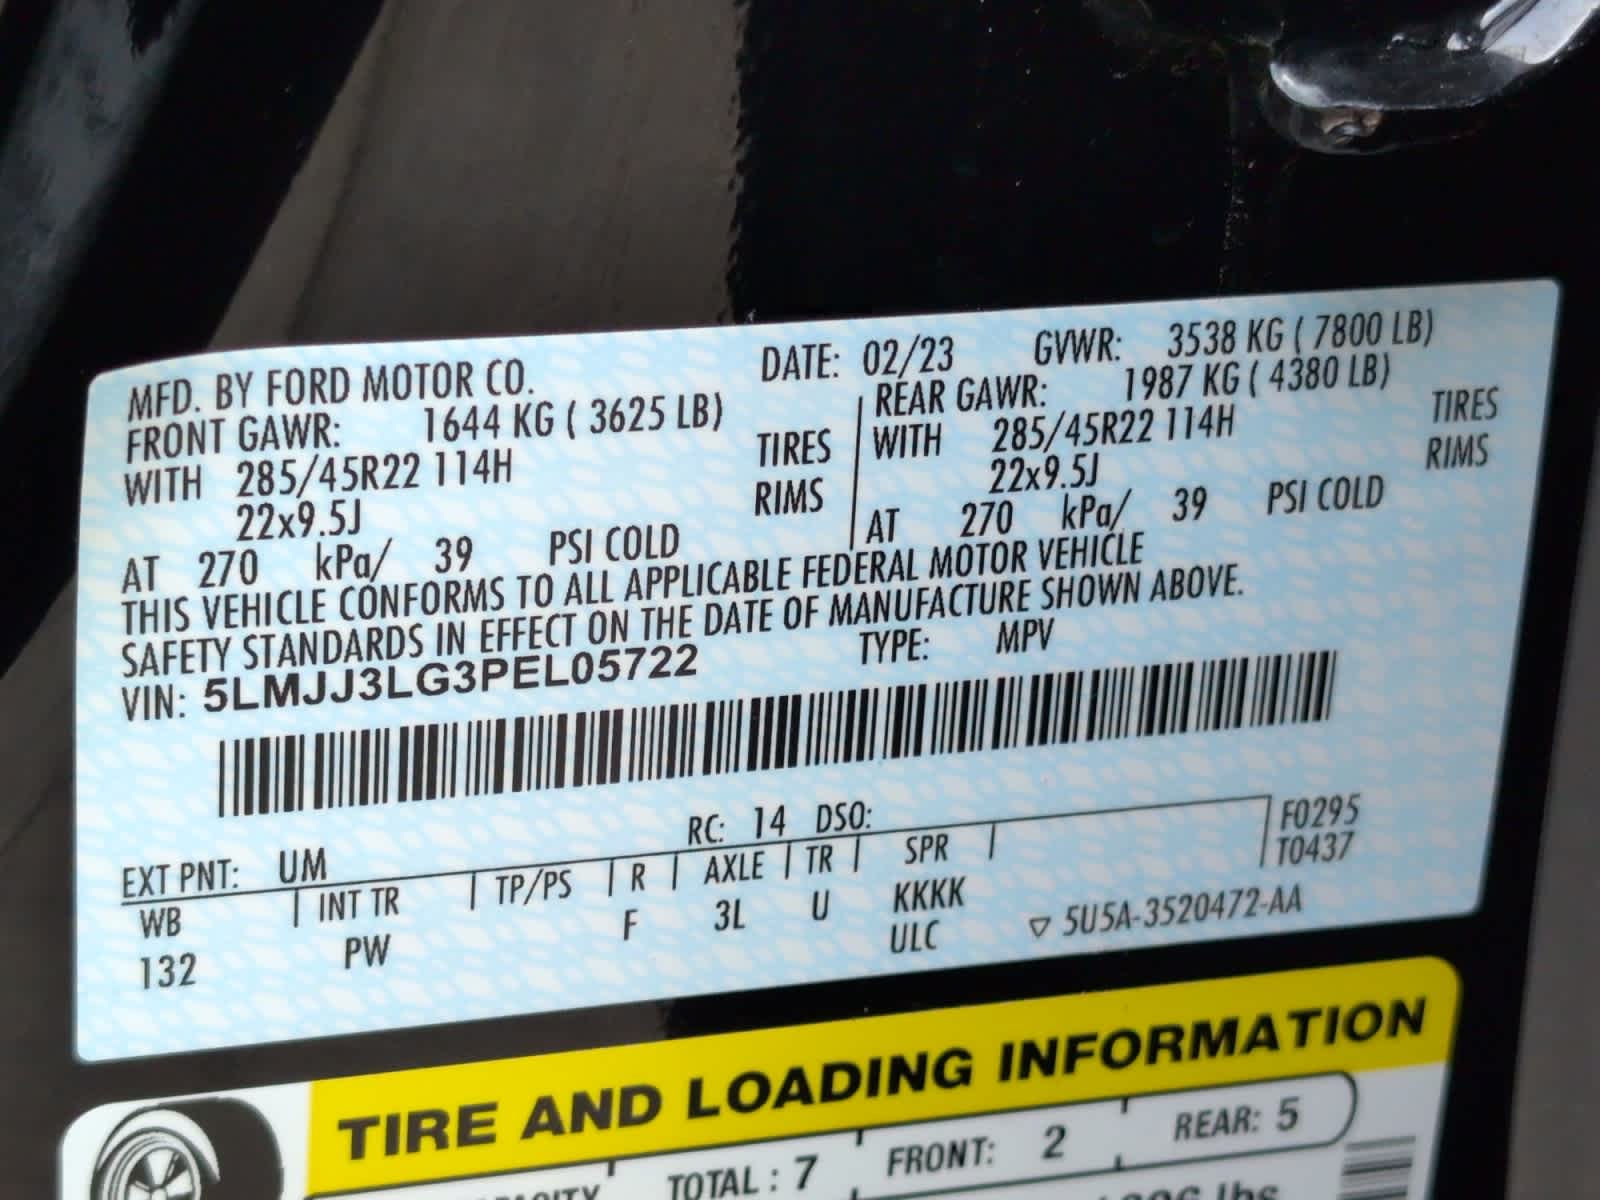 MFD. BY FORD MOTOR CO. DATE: 02/23 GVWR: 3538 KG ( 7800 LB)
FRONT GAWR: 1644 KG ( 3625 LB) REAR GAWR: 1987 KG ( 4380 LB)
WITH 285/45R22 114H TIRES WITH 285/45R22 114H TIRES
22x9.5J RIMS 22x9.5J RIMS
AT 270 kPa/ 39 PSI COLD AT 270 kPa/ 39 PSI COLD
THIS VEHICLE CONFORMS TO ALL APPLICABLE FEDERAL MOTOR VEHICLE
SAFETY STANDARDS IN EFFECT ON THE DATE OF MANUFACTURE SHOWN ABOVE.
VIN: 5LMJJ3LG3PEL05722 TYPE: MPV
EXT PNT: UM RC: 14 DSO: F0295
WB INT TR TP/PS R AXLE TR SPR T0437
132 PW F 3L U KKKK
ULC ▽ 5U5A-3520472-AA
TIRE AND LOADING INFORMATION
TOTAL : 7 FRONT: 2 REAR: 5
lbs